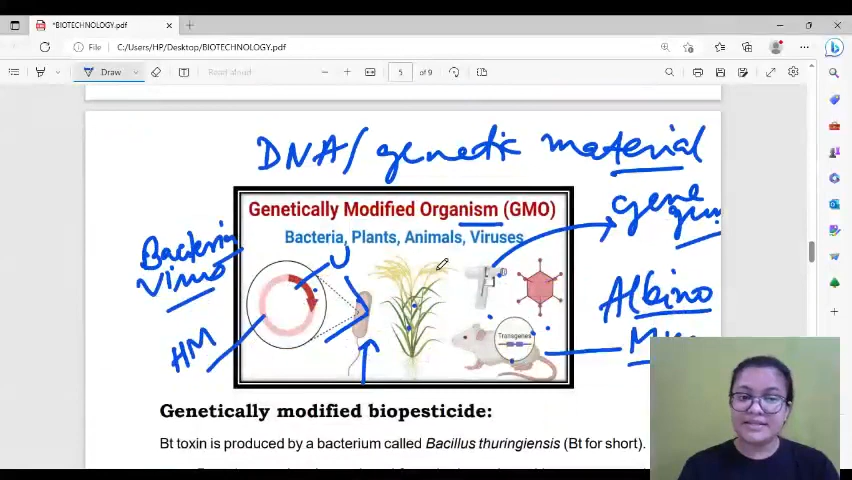 *BIOTECHNOLOGY.pdf
File C:/Users/HP/Desktop/BIOTECHNOLOGY.pdf
Draw Read aloud 5 of 9
DNA/genetic material
Genetically Modified Organism (GMO)
gene
Bacteria, Plants, Animals, Viruses
Bacteria
Albino
Transgenes
HM
Genetically modified biopesticide:
Bt toxin is produced by a bacterium called Bacillus thuringiensis (Bt for short).